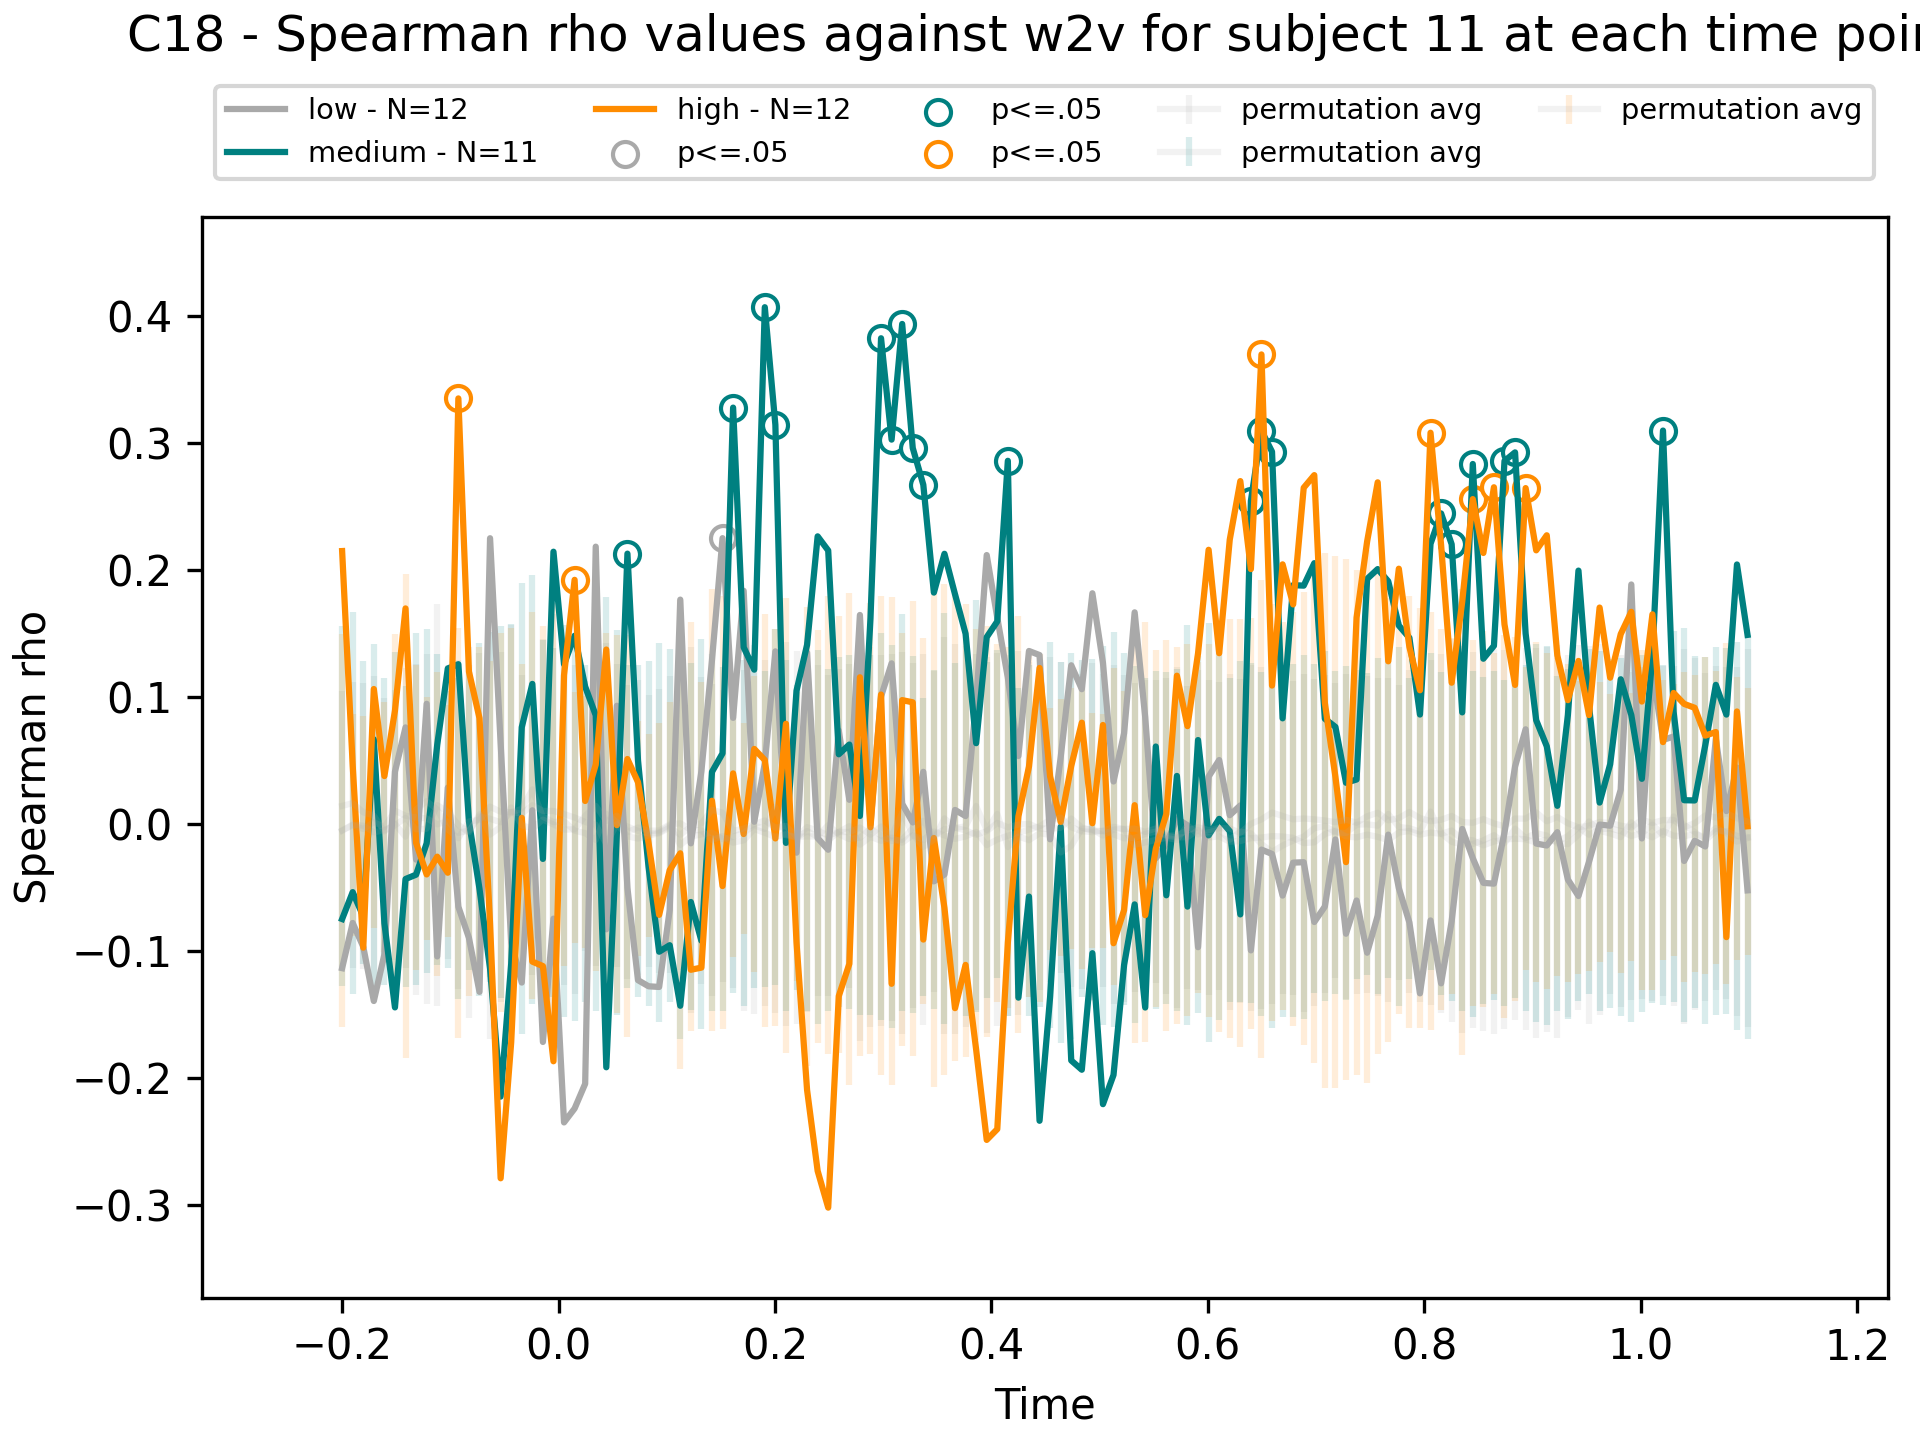 C18 - Spearman rho values against w2v for subject 11 at each time poi
low - N=12
medium - N=11
high - N=12
p<=.05
p<=.05
p<=.05
permutation avg
permutation avg
permutation avg
Spearman rho
0.4
0.3
0.2
0.1
0.0
−0.1
−0.2
−0.3
−0.2 0.0 0.2 0.4 0.6 0.8 1.0 1.2
Time